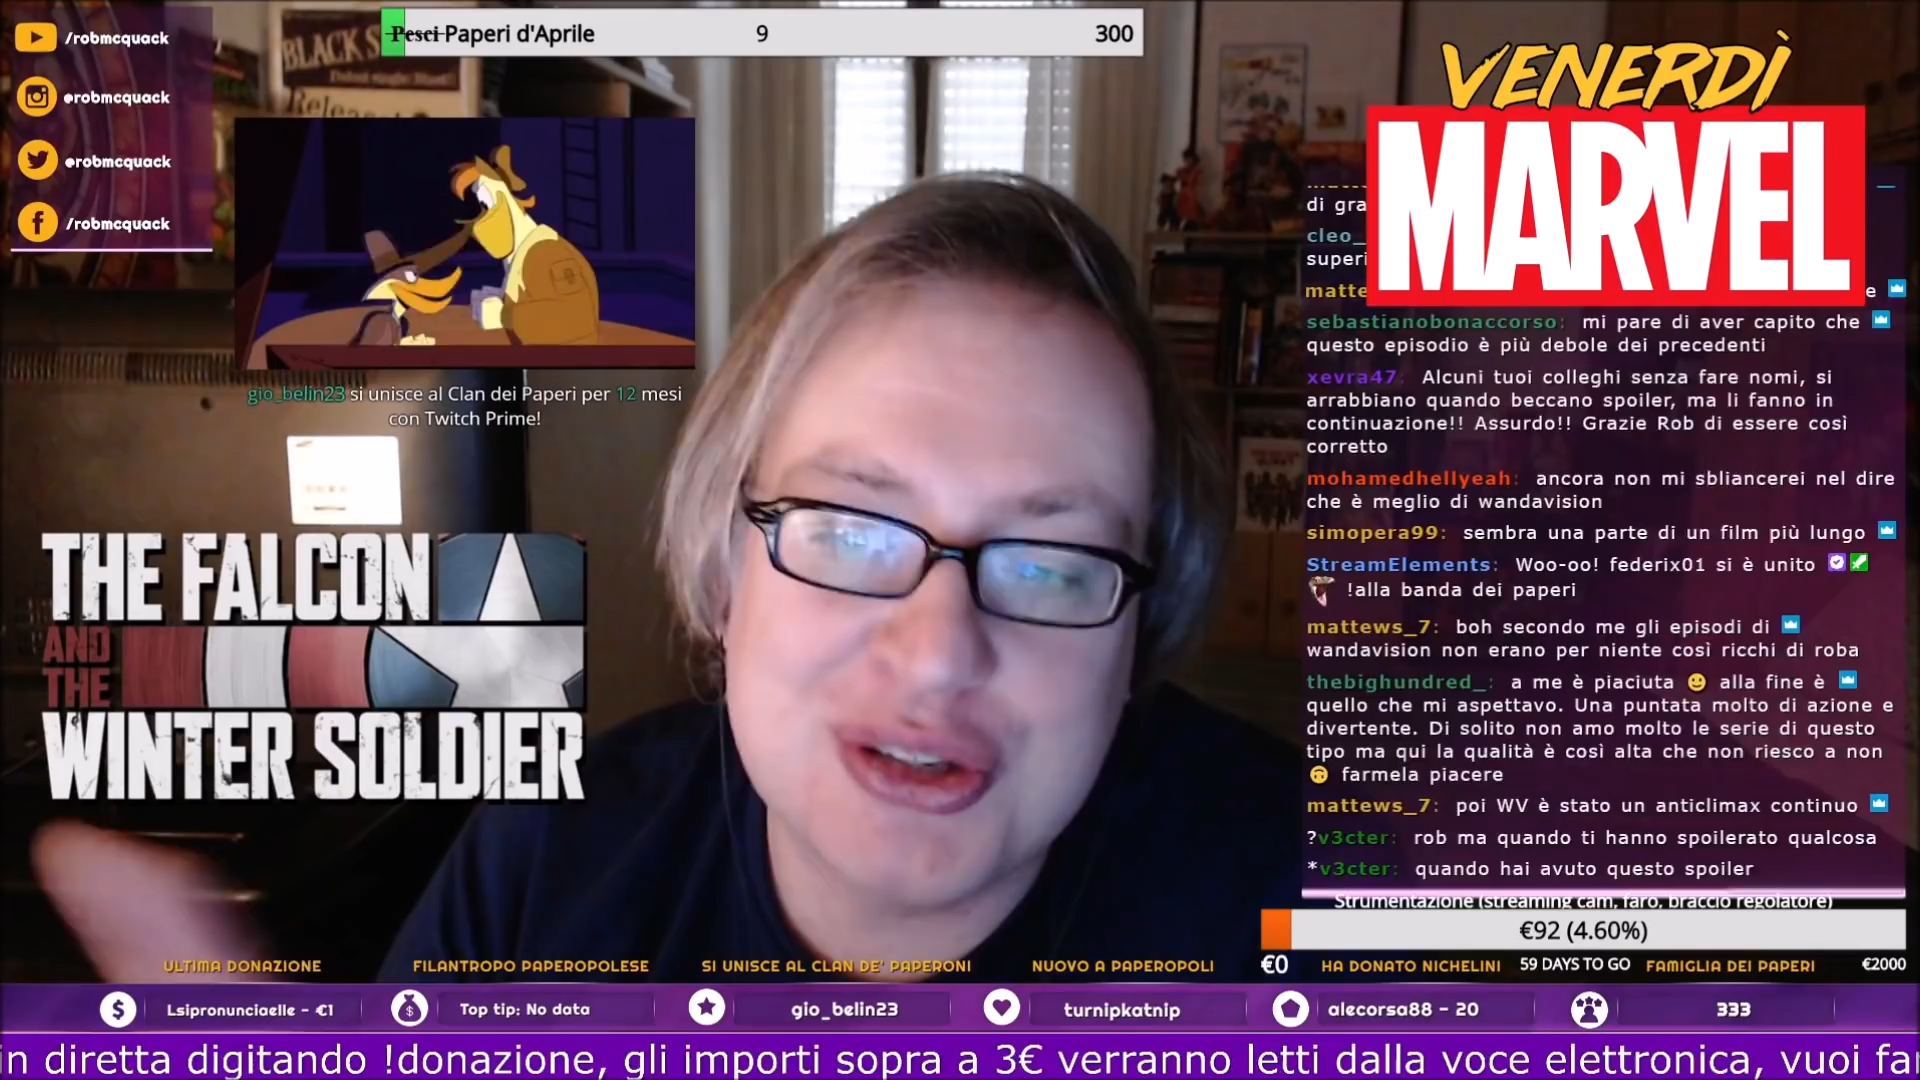 /robmcquack
@robmcquack
@robmcquack
/robmcquack
Pesci Paperi d'Aprile 9 300
BLACK S
Release
gio_belin23 si unisce al Clan dei Paperi per 12 mesi
con Twitch Prime!
THE FALCON
AND
THE
WINTER SOLDIER
VENERDÌ
MARVEL
di gra
cleo_
superi
matte
e
sebastianobonaccorso: mi pare di aver capito che
questo episodio è più debole dei precedenti
xevra47: Alcuni tuoi colleghi senza fare nomi, si
arrabbiano quando beccano spoiler, ma li fanno in
continuazione!! Assurdo!! Grazie Rob di essere così
corretto
mohamedhellyeah: ancora non mi sbliancerei nel dire
che è meglio di wandavision
simopera99: sembra una parte di un film più lungo
StreamElements: Woo-oo! federix01 si è unito
!alla banda dei paperi
mattews_7: boh secondo me gli episodi di
wandavision non erano per niente così ricchi di roba
thebighundred_: a me è piaciuta 🙂 alla fine è
quello che mi aspettavo. Una puntata molto di azione e
divertente. Di solito non amo molto le serie di questo
tipo ma qui la qualità è così alta che non riesco a non
🙃 farmela piacere
mattews_7: poi WV è stato un anticlimax continuo
?v3cter: rob ma quando ti hanno spoilerato qualcosa
*v3cter: quando hai avuto questo spoiler
Strumentazione (streaming cam, faro, braccio regolatore)
€92 (4.60%)
€0 59 DAYS TO GO €2000
ULTIMA DONAZIONE
FILANTROPO PAPEROPOLESE
SI UNISCE AL CLAN DE' PAPERONI
NUOVO A PAPEROPOLI
HA DONATO NICHELINI
FAMIGLIA DEI PAPERI
Lsipronunciaelle - €1
Top tip: No data
gio_belin23
turnipkatnip
alecorsa88 - 20
333
in diretta digitando !donazione, gli importi sopra a 3€ verranno letti dalla voce elettronica, vuoi far